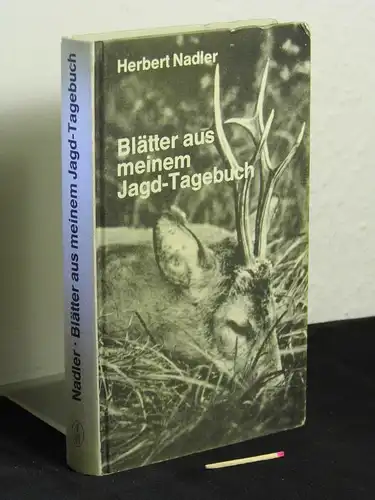 Herbert Nadler
Blätter aus
meinem
Jagd-Tagebuch
Nadler · Blätter aus meinem Jagd-Tagebuch